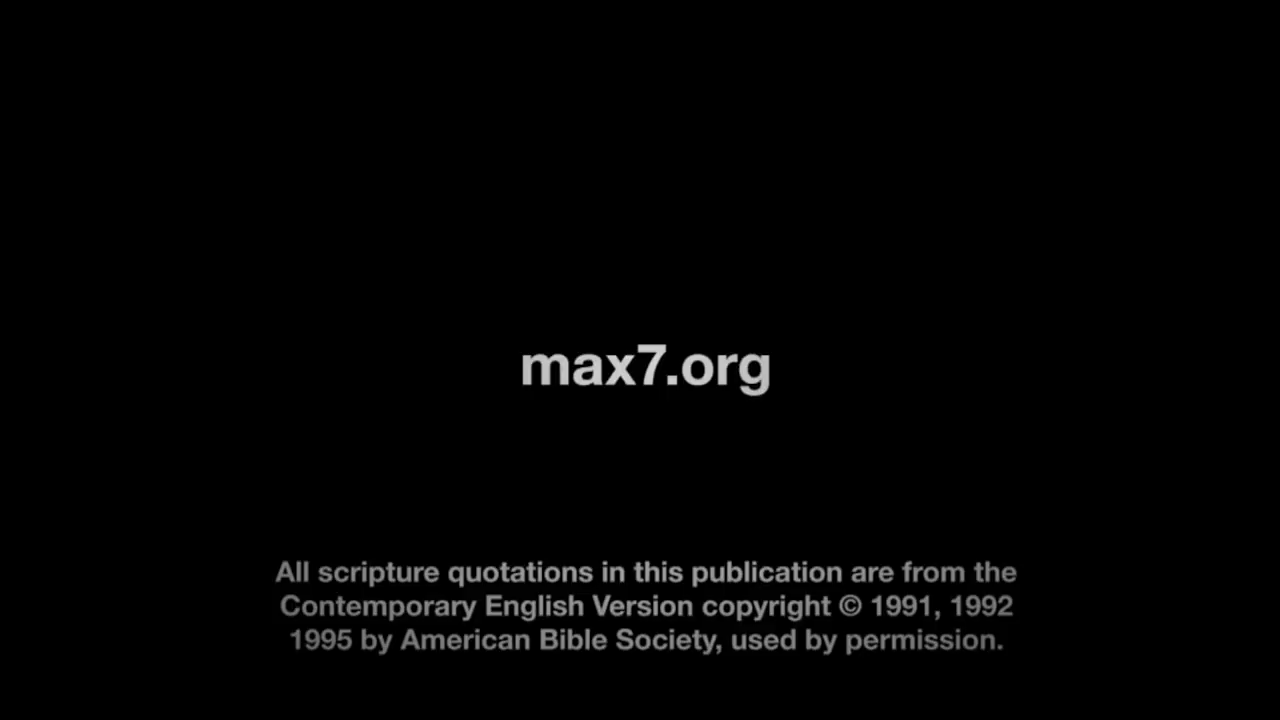 max7.org
All scripture quotations in this publication are from the
Contemporary English Version copyright © 1991, 1992
1995 by American Bible Society, used by permission.